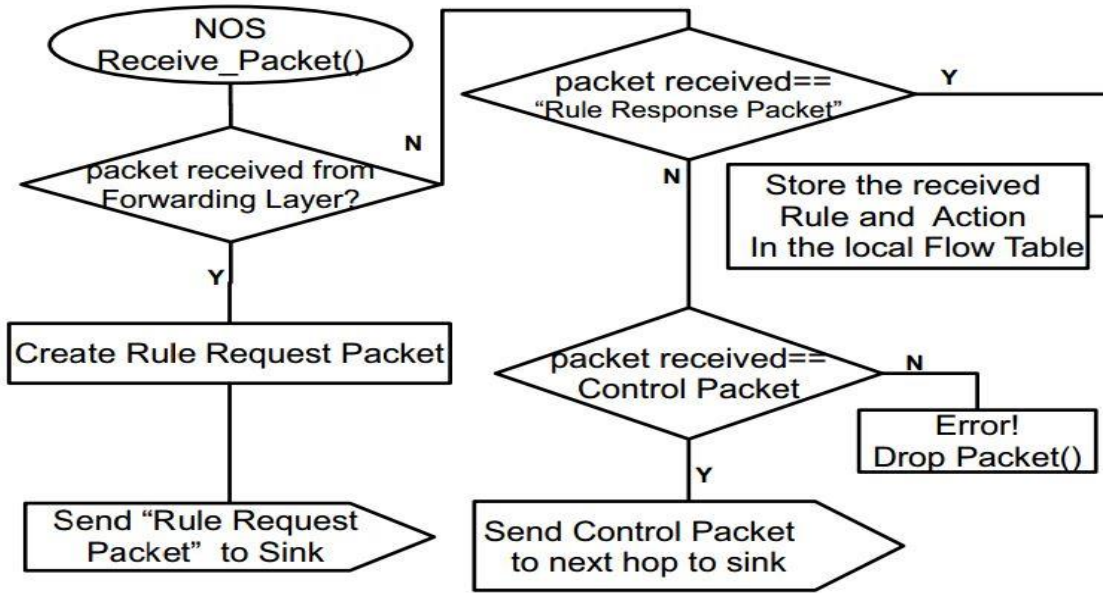 NOS
Receive_Packet()
packet received from
Forwarding Layer?
N
Y
Create Rule Request Packet
Send “Rule Request
Packet” to Sink
packet received==
“Rule Response Packet”
Y
N
Store the received
Rule and Action
In the local Flow Table
packet received==
Control Packet
N
Error!
Drop Packet()
Y
Send Control Packet
to next hop to sink